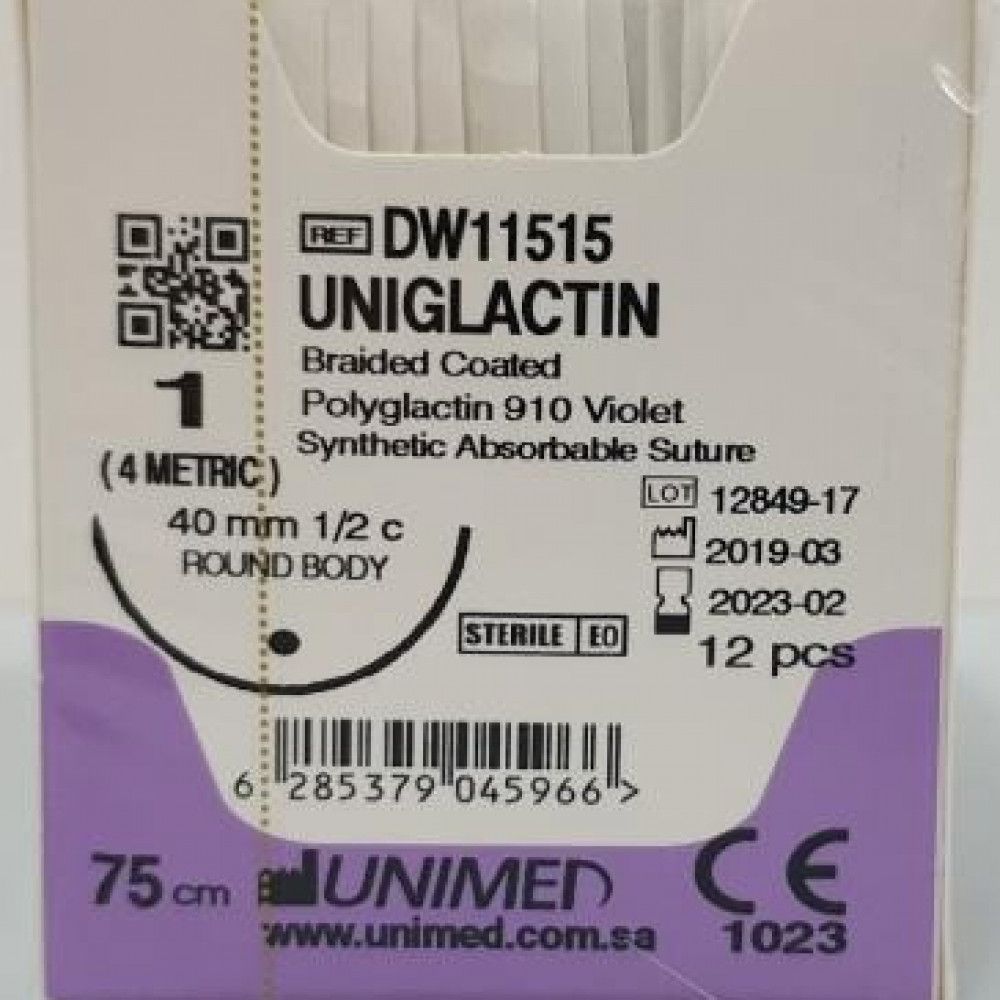 REF DW11515
UNIGLACTIN
Braided Coated
Polyglactin 910 Violet
Synthetic Absorbable Suture
1
(4 METRIC)
40 mm 1/2 c
ROUND BODY
LOT 12849-17
2019-03
2023-02
12 pcs
STERILE EO
6 285379 045966 >
75 cm
UNIMED
www.unimed.com.sa
CE
1023